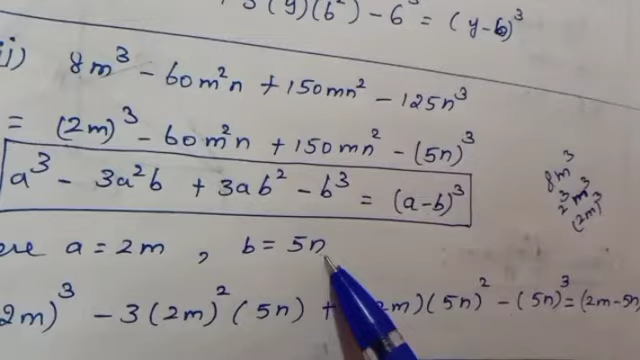 3(y)(6²) - 6³ = (y-6)³
ii) 8m³ - 60m²n + 150mn² - 125n³
= (2m)³ - 60m²n + 150mn² - (5n)³
a³ - 3a²b + 3ab² - b³ = (a-b)³
8m³
2³m³
(2m)³
a = 2m , b = 5n
2m)³ - 3(2m)²(5n) + 2m)(5n)² - (5n)³ = (2m-5n